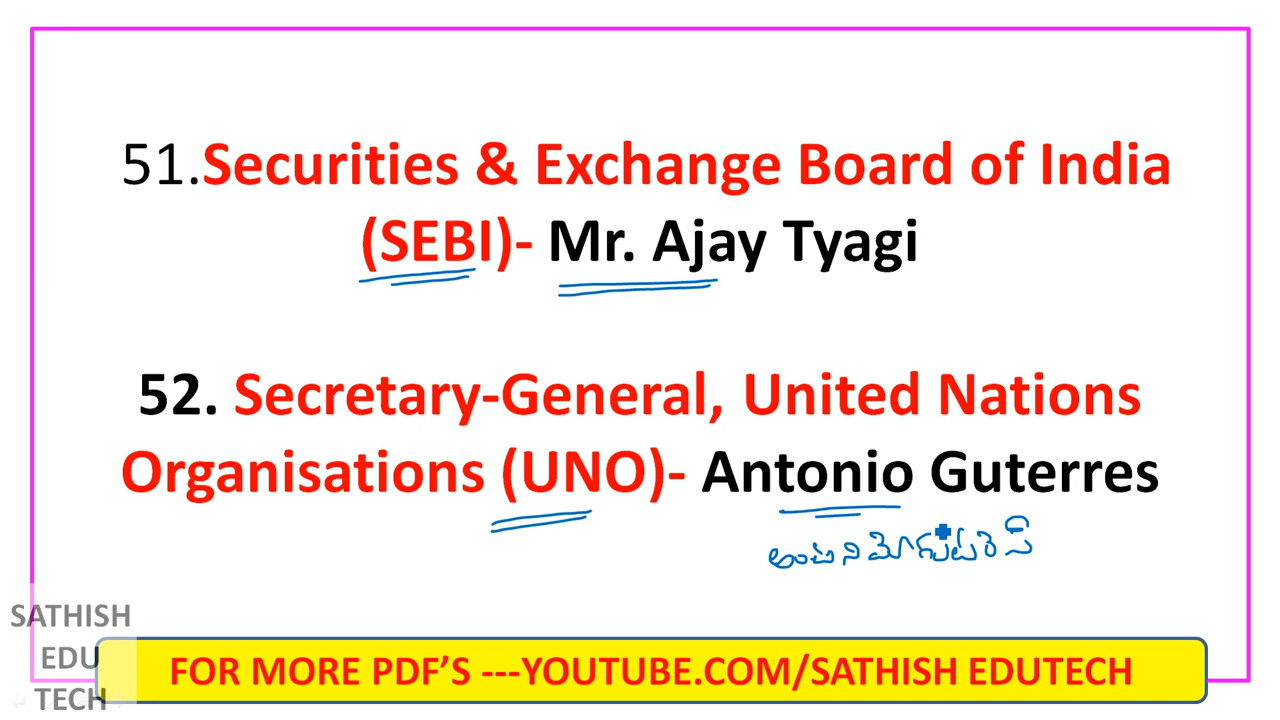 51.Securities & Exchange Board of India
(SEBI)- Mr. Ajay Tyagi
52. Secretary-General, United Nations
Organisations (UNO)- Antonio Guterres
SATHISH
EDU
TECH
FOR MORE PDF'S ---YOUTUBE.COM/SATHISH EDUTECH